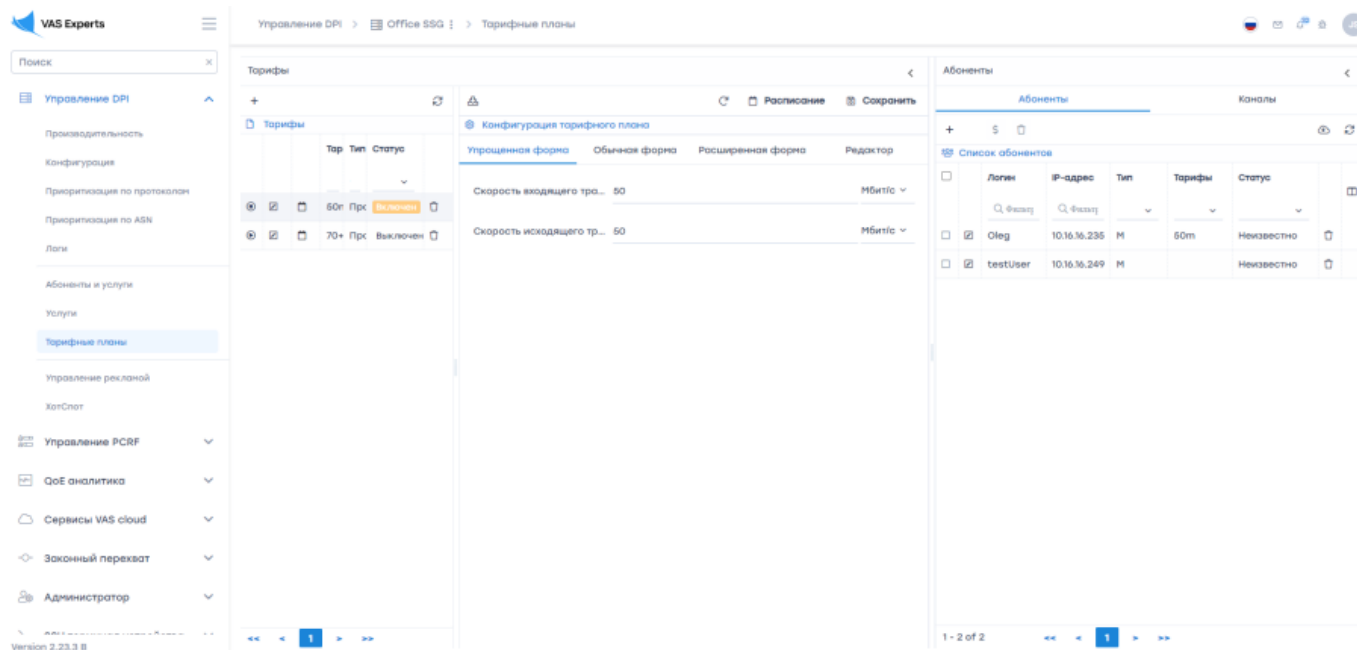 VAS Experts
Управление DPI > Office SSG > Тарифные планы
Поиск
Управление DPI
Производительность
Конфигурация
Приоритизация по протоколам
Приоритизация по ASN
Логи
Абоненты и услуги
Услуги
Тарифные планы
Управление рекламой
ХотСпот
Управление PCRF
QoE аналитика
Сервисы VAS cloud
Законный перехват
Администратор
Version 2.23.3 B
Тарифы
Тарифы
Тар Тип Статус
Включен
70+ Прс Выключен
<< < 1 > >>
Расписание Сохранить
Конфигурация тарифного плана
Упрощенная форма Обычная форма Расширенная форма Редактор
Скорость входящего тра... 50 Мбит/с
Скорость исходящего тр... 50 Мбит/с
Абоненты
Абоненты Каналы
Список абонентов
Логин IP-адрес Тип Тарифы Статус
Oleg 10.16.16.235 M Неизвестно
testUser 10.16.16.249 M Неизвестно
1 - 2 of 2 << < 1 > >>